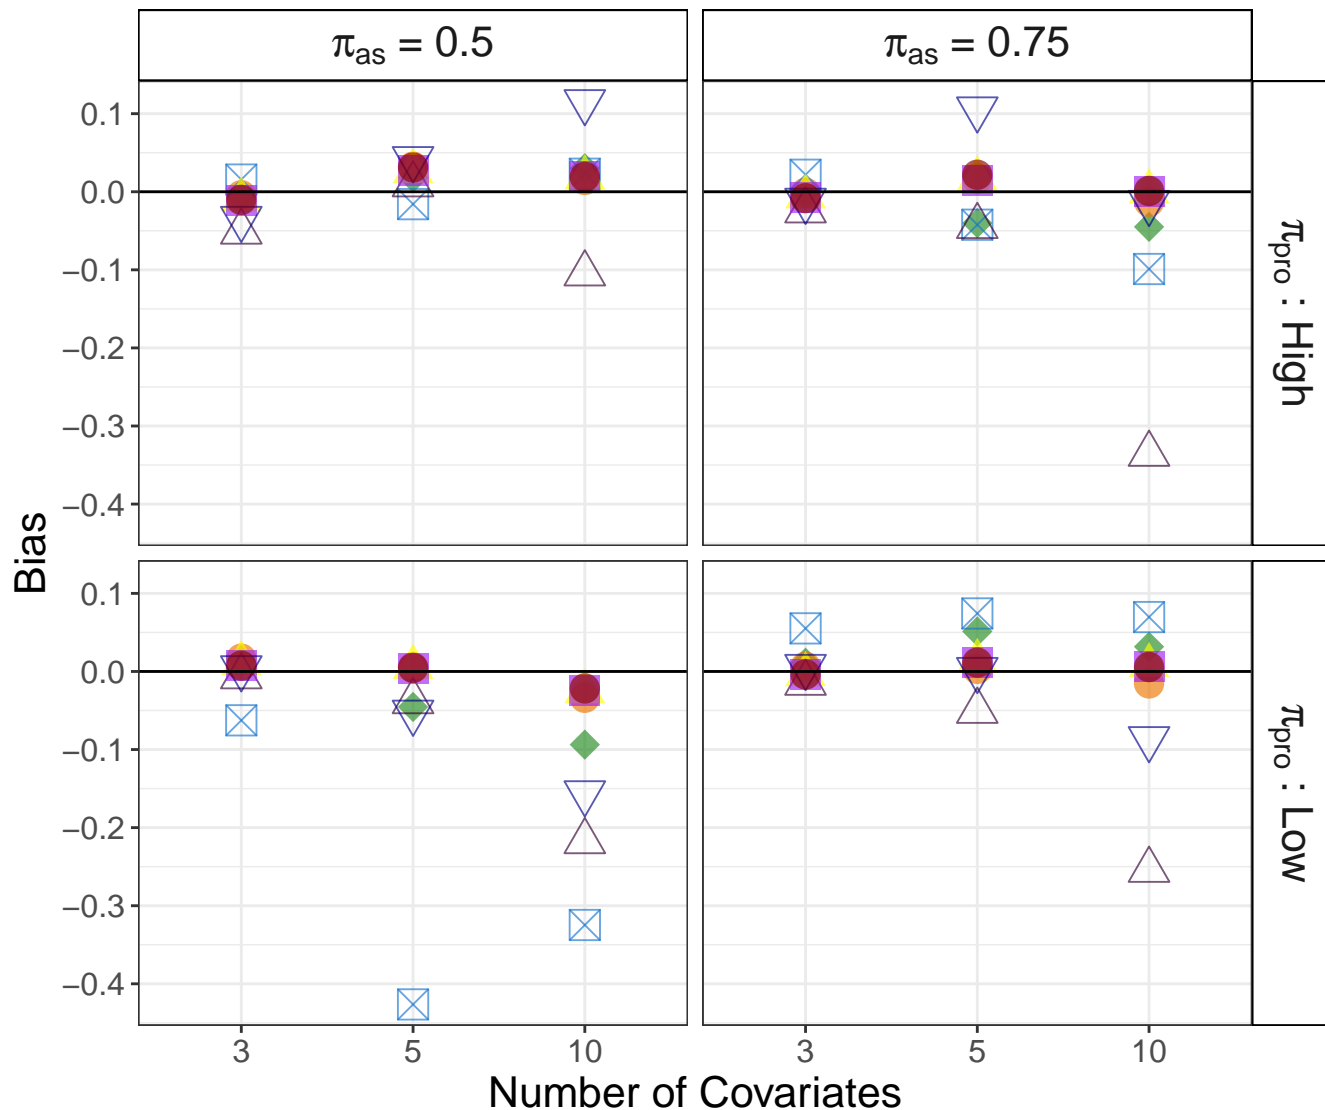 π_as = 0.5
π_as = 0.75
0.1
0.0
−0.1
−0.2
−0.3
−0.4
π_pro : High
Bias
0.1
0.0
−0.1
−0.2
−0.3
−0.4
π_pro : Low
3 5 10
3 5 10
Number of Covariates